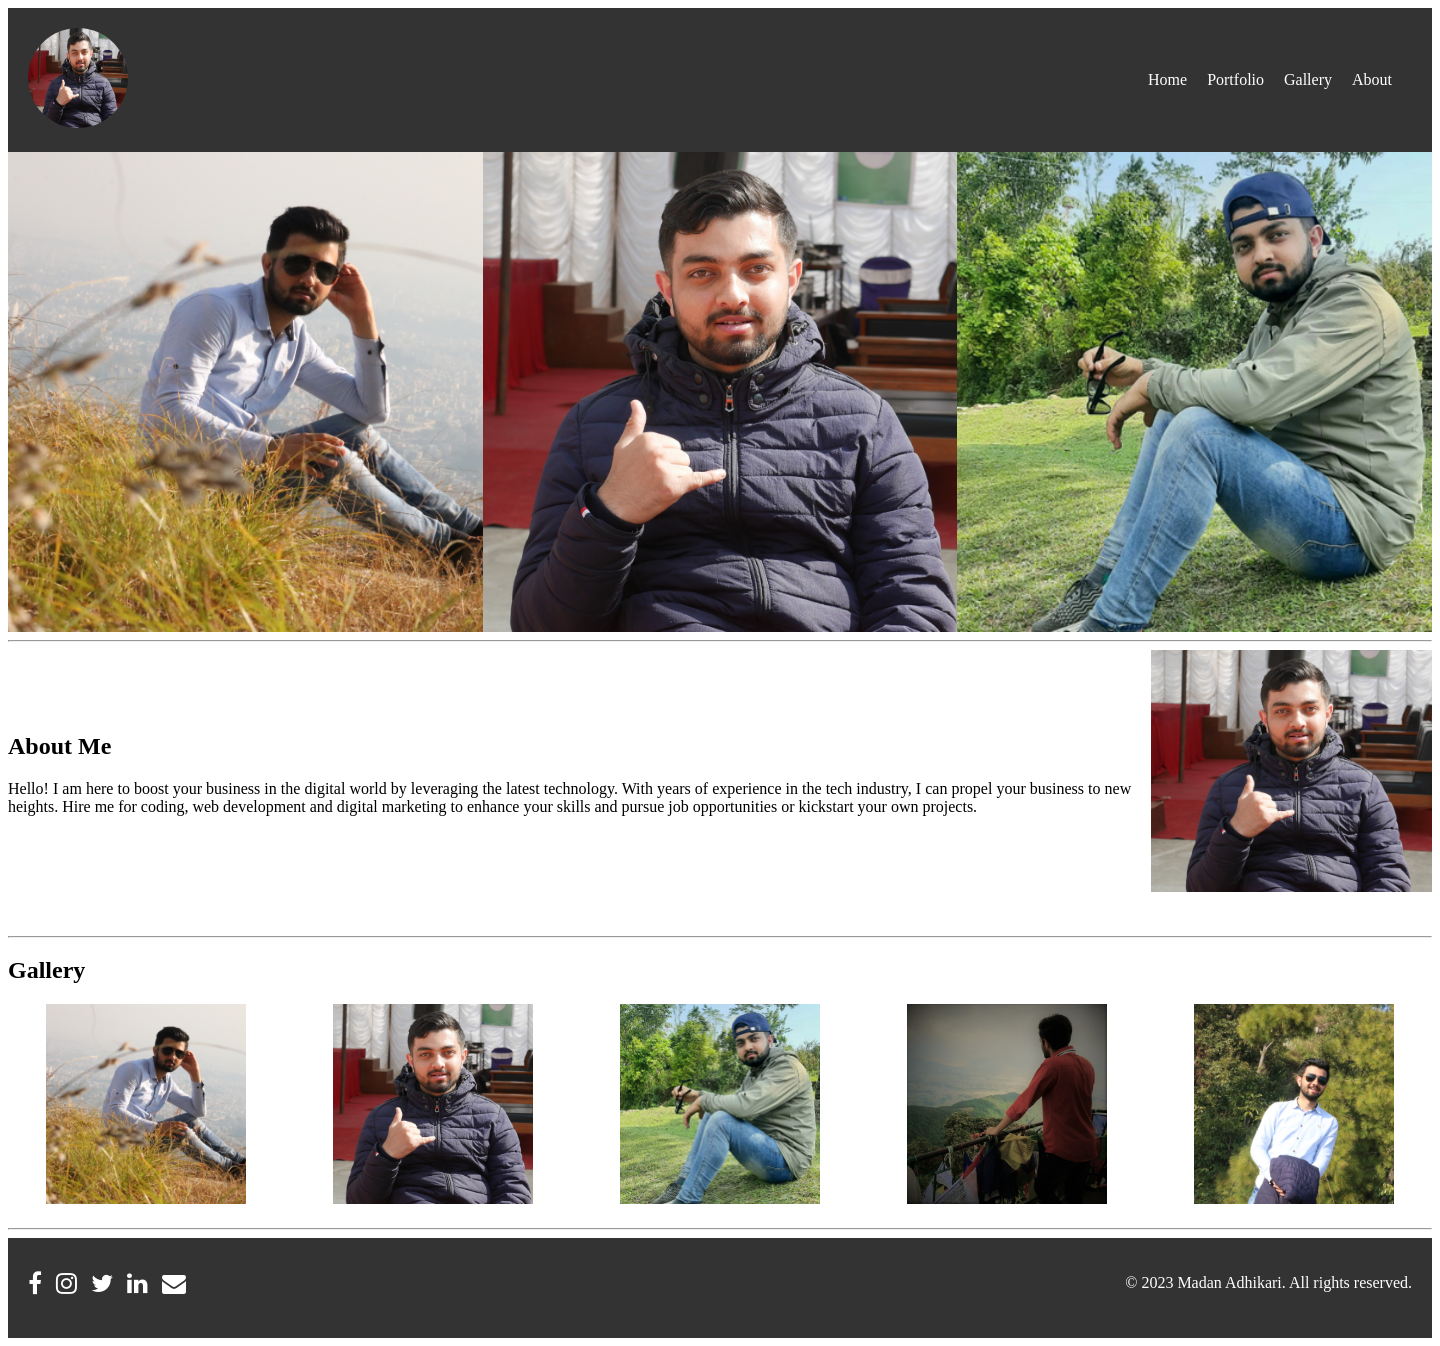 Home Portfolio Gallery About
About Me
Hello! I am here to boost your business in the digital world by leveraging the latest technology. With years of experience in the tech industry, I can propel your business to new
heights. Hire me for coding, web development and digital marketing to enhance your skills and pursue job opportunities or kickstart your own projects.
Gallery
© 2023 Madan Adhikari. All rights reserved.